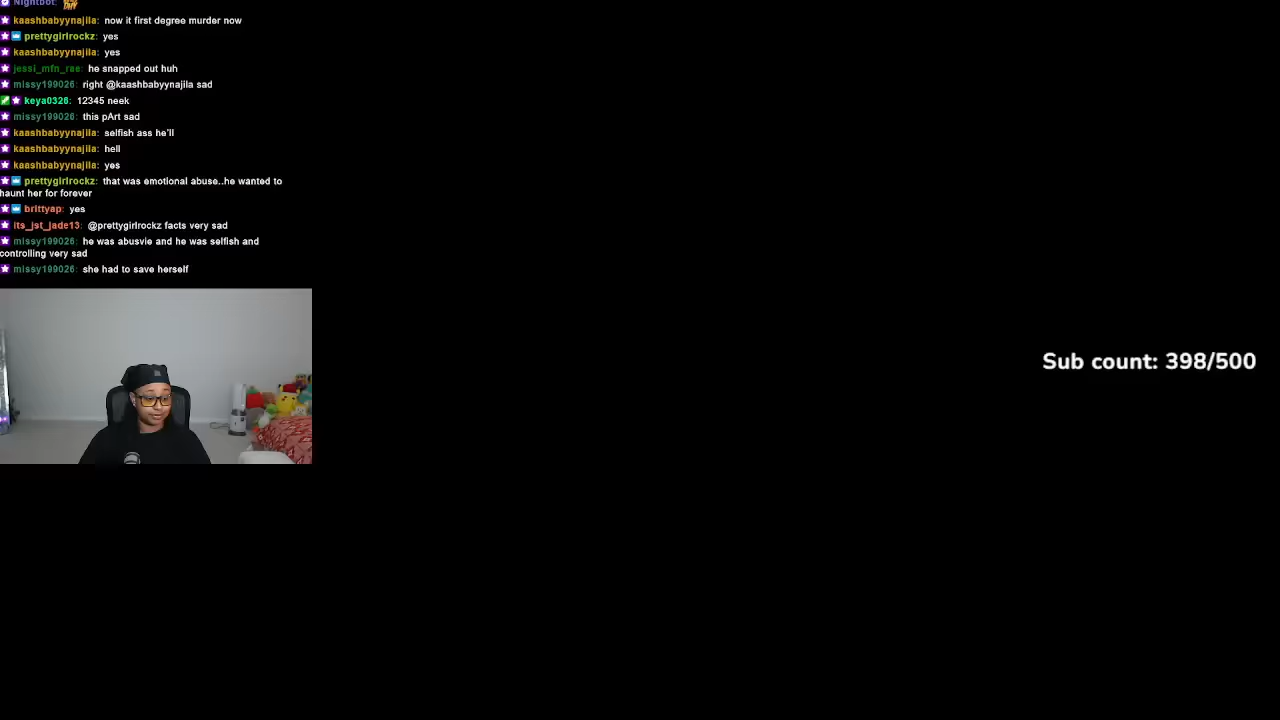 Nightbot:
kaashbabyynajila: now it first degree murder now
prettygirlrockz: yes
kaashbabyynajila: yes
jessi_mfn_rae: he snapped out huh
missy199026: right @kaashbabyynajila sad
keya0326: 12345 neek
missy199026: this pArt sad
kaashbabyynajila: selfish ass he'll
kaashbabyynajila: hell
kaashbabyynajila: yes
prettygirlrockz: that was emotional abuse..he wanted to
haunt her for forever
brittyap: yes
its_jst_jade13: @prettygirlrockz facts very sad
missy199026: he was abusvie and he was selfish and
controlling very sad
missy199026: she had to save herself
Sub count: 398/500